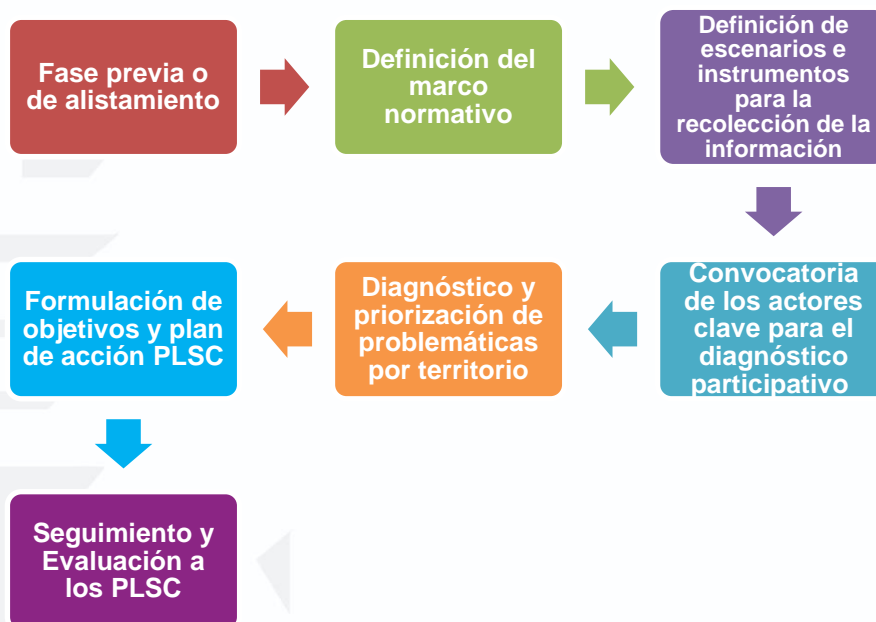 Fase previa o
de alistamiento
Definición del
marco
normativo
Definición de
escenarios e
instrumentos
para la
recolección de la
información
Convocatoria
de los actores
clave para el
diagnóstico
participativo
Diagnóstico y
priorización de
problemáticas
por territorio
Formulación de
objetivos y plan
de acción PLSC
Seguimiento y
Evaluación a
los PLSC